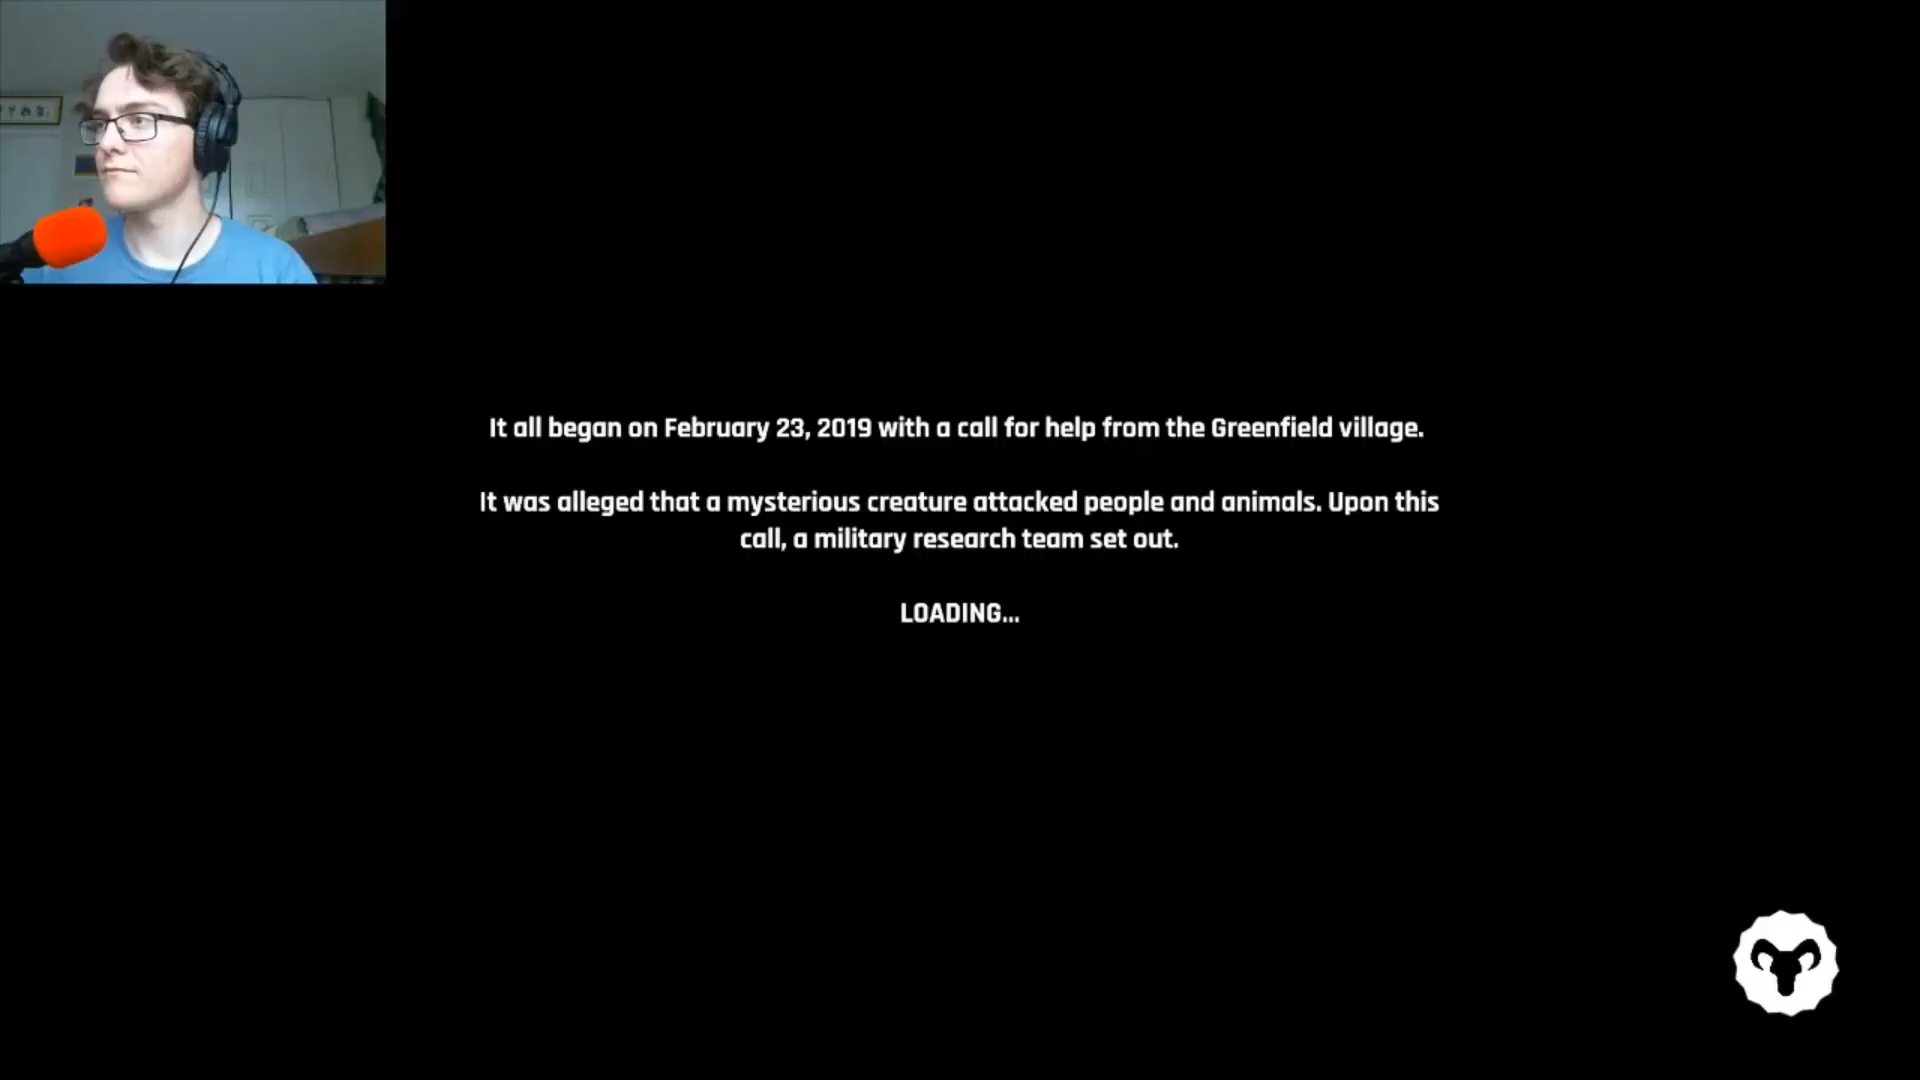 It all began on February 23, 2019 with a call for help from the Greenfield village.
It was alleged that a mysterious creature attacked people and animals. Upon this
call, a military research team set out.
LOADING...